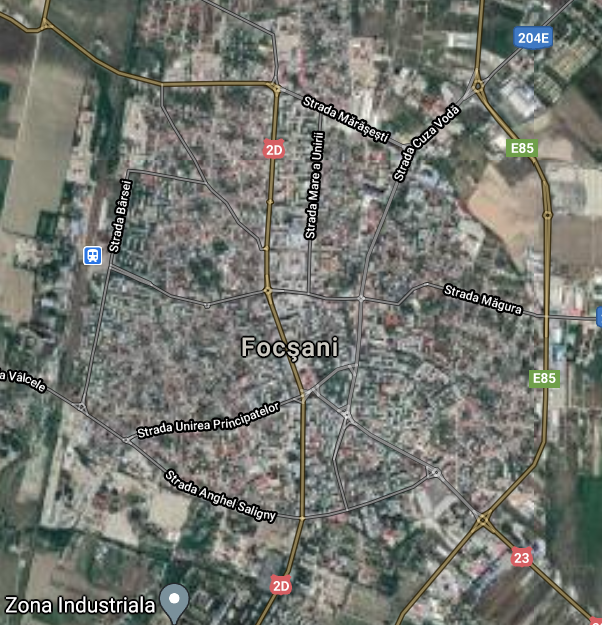 204E
Strada Mărășești
Strada Cuza Vodă
2D
E85
Strada Mare a Unirii
Strada Bârsei
Strada Măgura
Focșani
a Vâlcele
E85
Strada Unirea Principatelor
Strada Anghel Saligny
23
2D
Zona Industriala